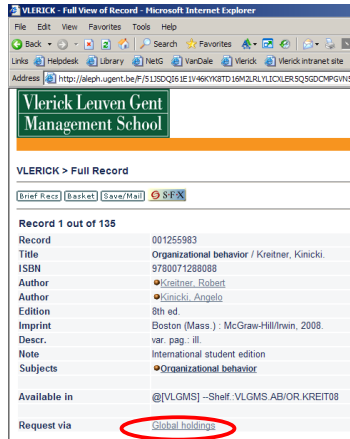 VLERICK - Full View of Record - Microsoft Internet Explorer
File Edit View Favorites Tools Help
Back Search Favorites
Links Helpdesk Library NetG VanDale Vlerick Vlerick intranet site
Address http://aleph.ugent.be/F/
Vlerick Leuven Gent
Management School
VLERICK > Full Record
Brief Recs Basket Save/Mail S·F·X
Record 1 out of 135
Record 001255983
Title Organizational behavior / Kreitner, Kinicki.
ISBN 9780071288088
Author Kreitner, Robert
Author Kinicki, Angelo
Edition 8th ed.
Imprint Boston (Mass.) : McGraw-Hill/Irwin, 2008.
Descr. var. pag.: ill.
Note International student edition
Subjects Organizational behavior
Available in @[VLGMS] --Shelf.:VLGMS.AB/OR.KREIT08
Request via Global holdings